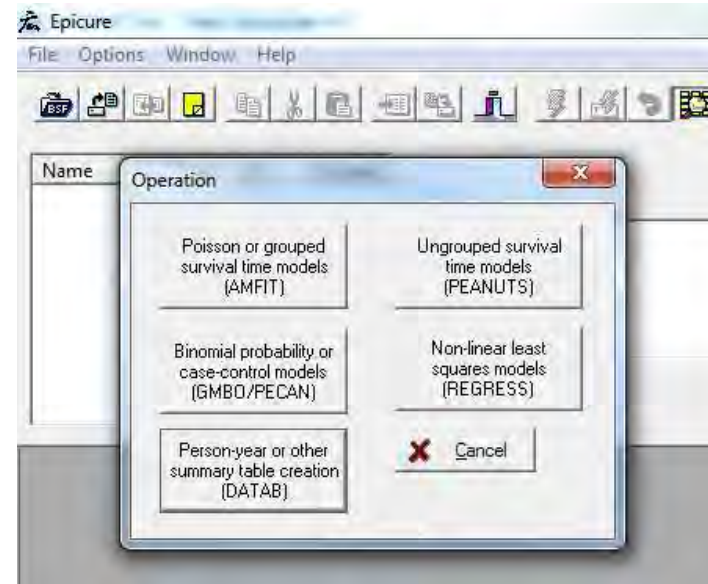 Epicure
File Options Window Help
BSF
Name
Operation
Poisson or grouped
survival time models
(AMFIT)
Ungrouped survival
time models
(PEANUTS)
Binomial probability or
case-control models
(GMBO/PECAN)
Non-linear least
squares models
(REGRESS)
Person-year or other
summary table creation
(DATAB)
Cancel